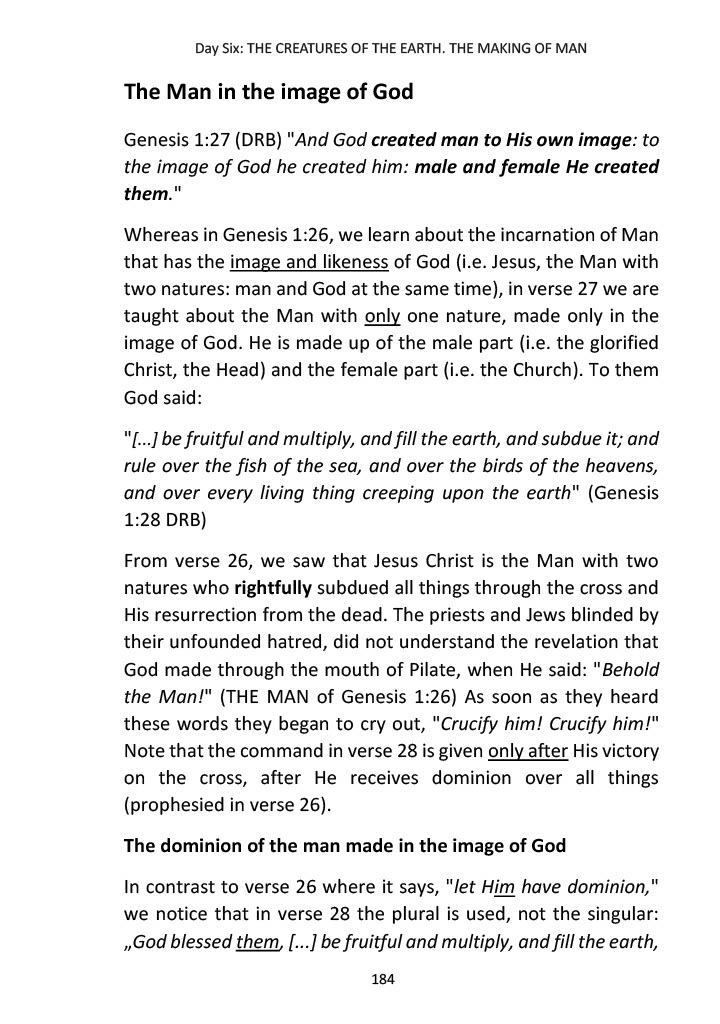 Day Six: THE CREATURES OF THE EARTH. THE MAKING OF MAN
The Man in the image of God
Genesis 1:27 (DRB) "And God created man to His own image: to
the image of God he created him: male and female He created
them."
Whereas in Genesis 1:26, we learn about the incarnation of Man
that has the image and likeness of God (i.e. Jesus, the Man with
two natures: man and God at the same time), in verse 27 we are
taught about the Man with only one nature, made only in the
image of God. He is made up of the male part (i.e. the glorified
Christ, the Head) and the female part (i.e. the Church). To them
God said:
"[...] be fruitful and multiply, and fill the earth, and subdue it; and
rule over the fish of the sea, and over the birds of the heavens,
and over every living thing creeping upon the earth" (Genesis
1:28 DRB)
From verse 26, we saw that Jesus Christ is the Man with two
natures who rightfully subdued all things through the cross and
His resurrection from the dead. The priests and Jews blinded by
their unfounded hatred, did not understand the revelation that
God made through the mouth of Pilate, when He said: "Behold
the Man!" (THE MAN of Genesis 1:26) As soon as they heard
these words they began to cry out, "Crucify him! Crucify him!"
Note that the command in verse 28 is given only after His victory
on the cross, after He receives dominion over all things
(prophesied in verse 26).
The dominion of the man made in the image of God
In contrast to verse 26 where it says, "let Him have dominion,"
we notice that in verse 28 the plural is used, not the singular:
„God blessed them, [...] be fruitful and multiply, and fill the earth,
184